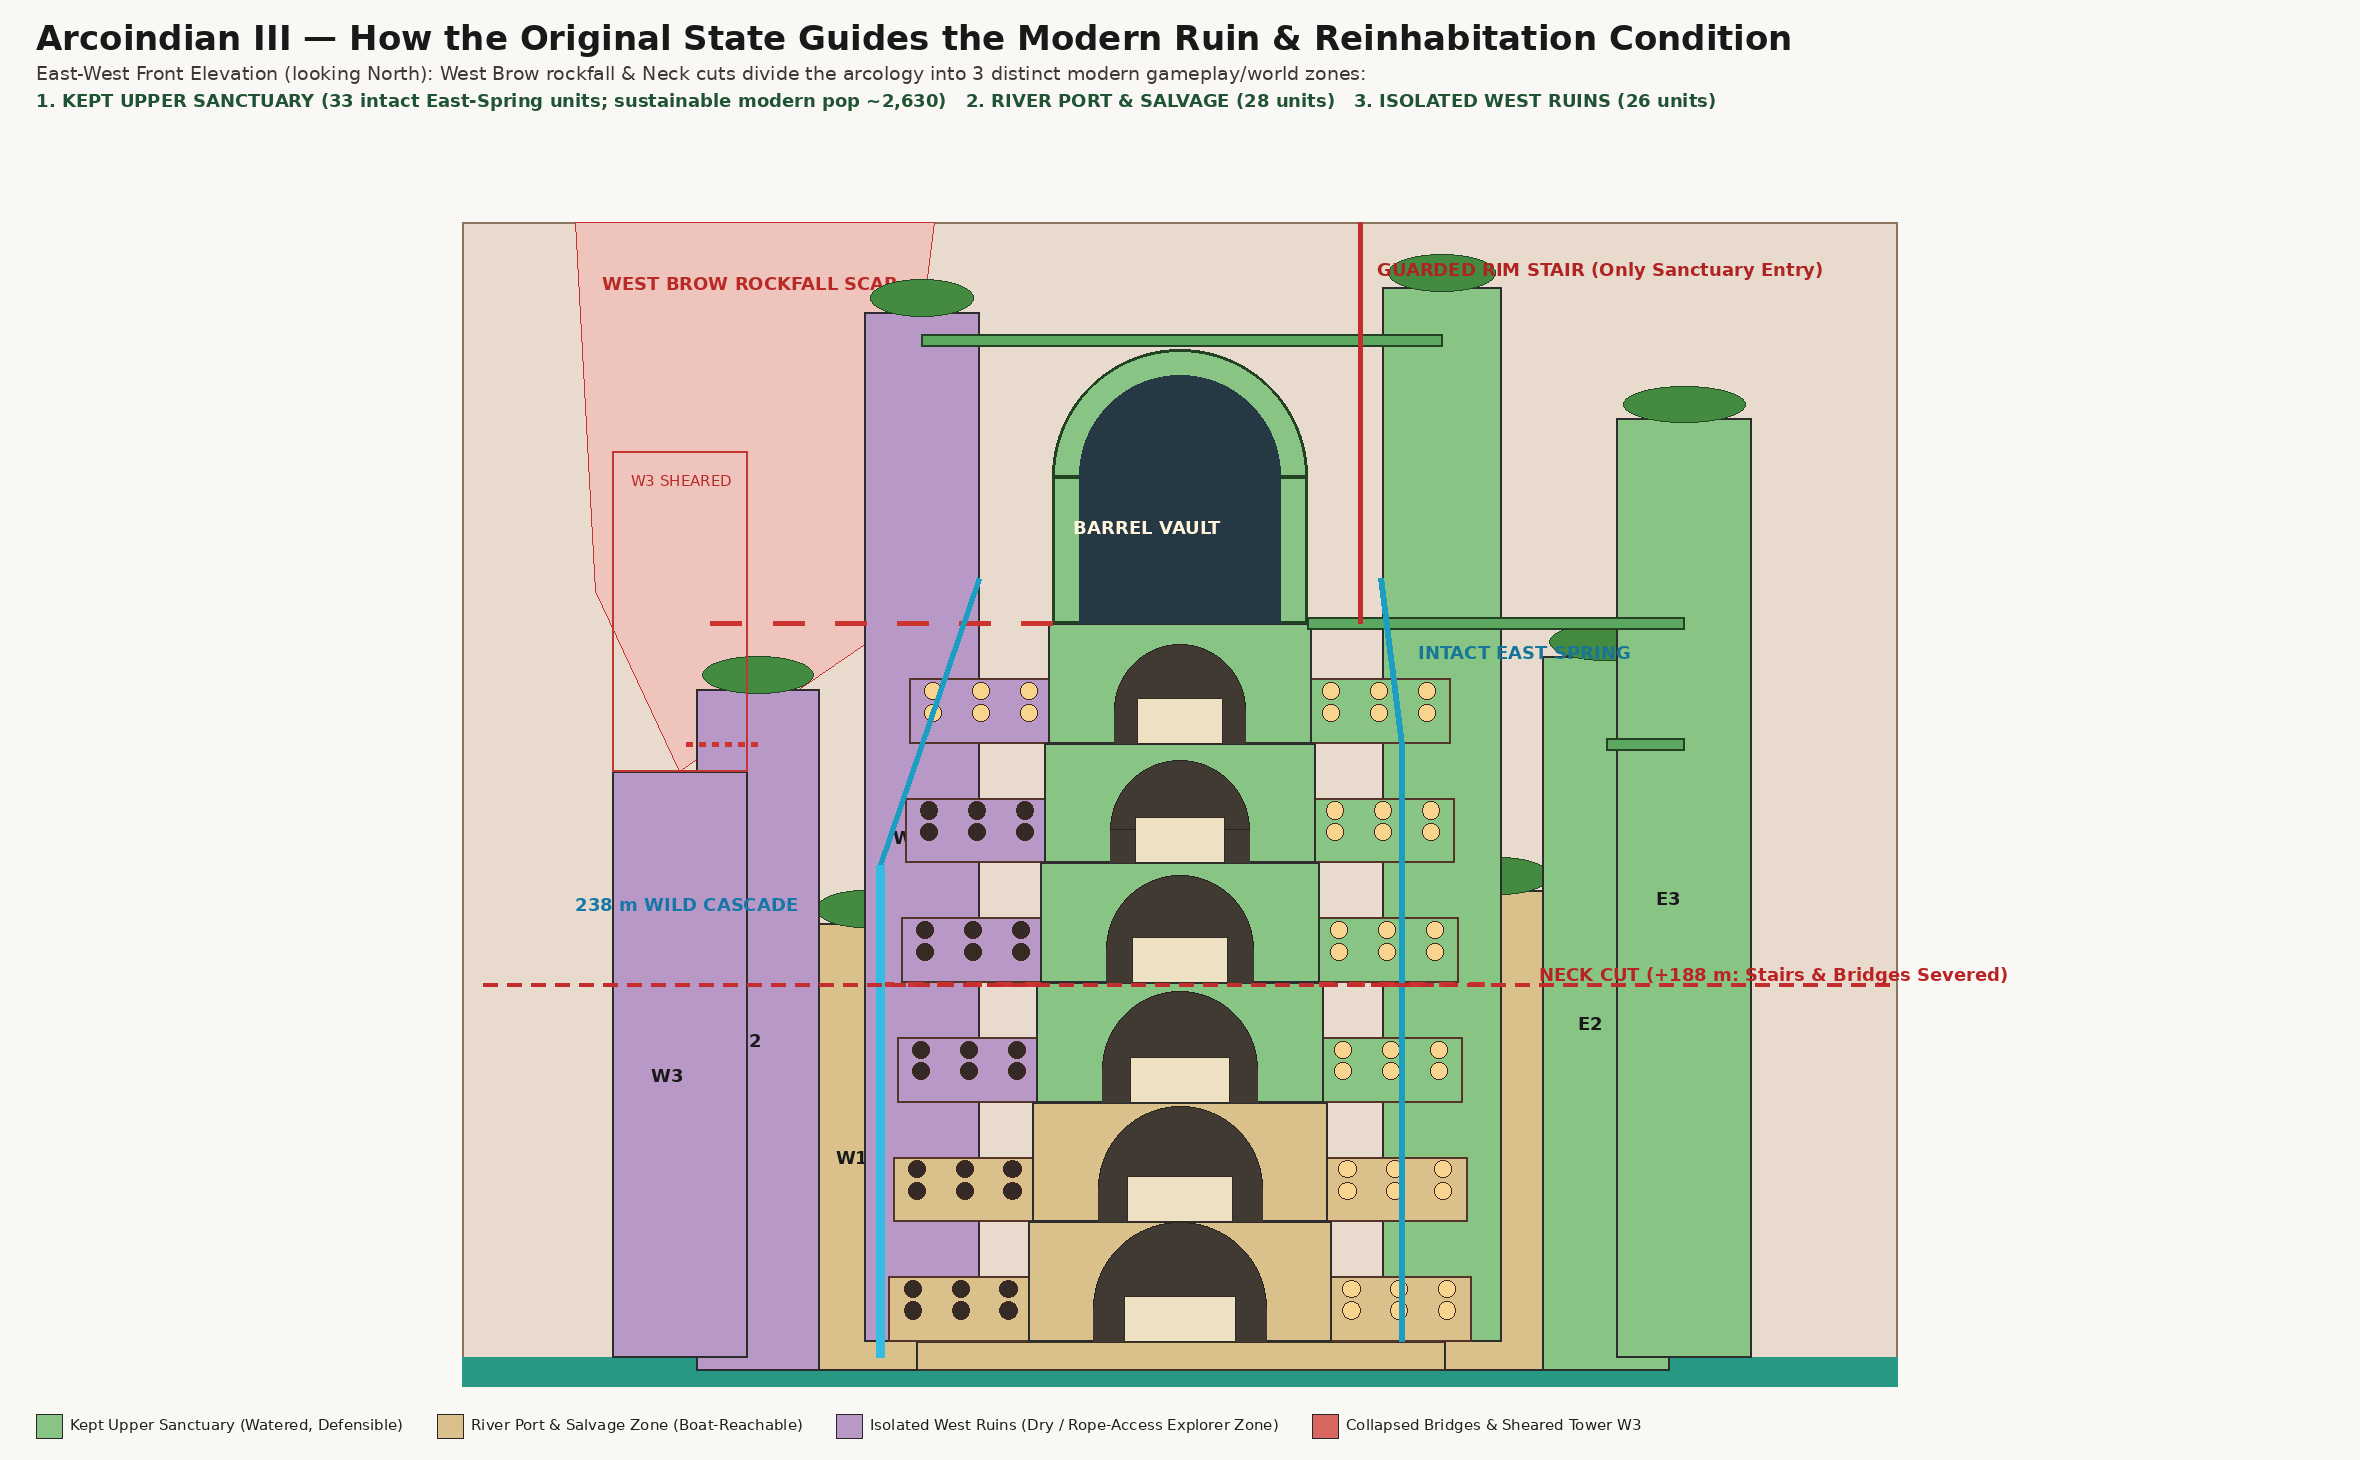 Arcoindian III — How the Original State Guides the Modern Ruin & Reinhabitation Condition
East-West Front Elevation (looking North): West Brow rockfall & Neck cuts divide the arcology into 3 distinct modern gameplay/world zones:
1. KEPT UPPER SANCTUARY (33 intact East-Spring units; sustainable modern pop ~2,630) 2. RIVER PORT & SALVAGE (28 units) 3. ISOLATED WEST RUINS (26 units)
GUARDED RIM STAIR (Only Sanctuary Entry)
WEST BROW ROCKFALL SCAR
W3 SHEARED
BARREL VAULT
INTACT EAST SPRING
W
E3
238 m WILD CASCADE
NECK CUT (+188 m: Stairs & Bridges Severed)
E2
2
W3
W1
Kept Upper Sanctuary (Watered, Defensible)
River Port & Salvage Zone (Boat-Reachable)
Isolated West Ruins (Dry / Rope-Access Explorer Zone)
Collapsed Bridges & Sheared Tower W3